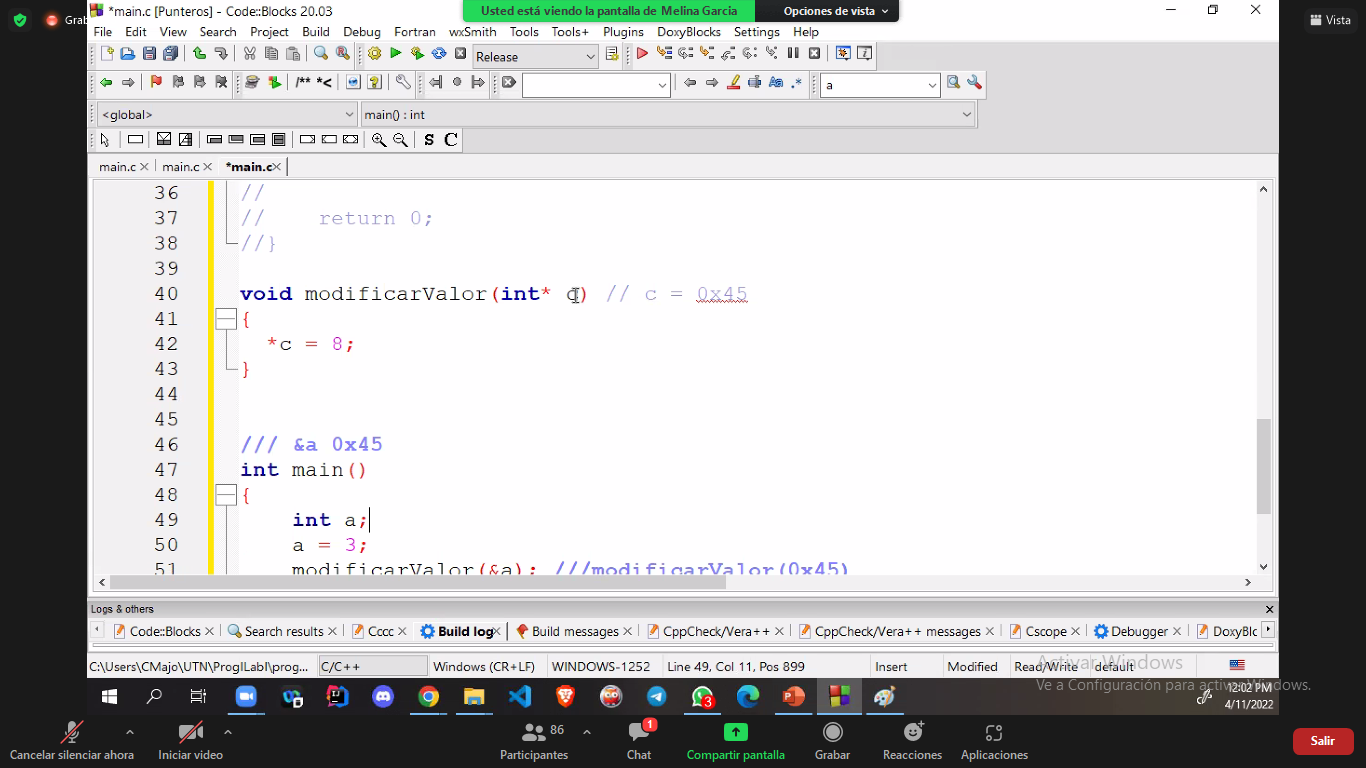 Grab
*main.c [Punteros] - Code::Blocks 20.03
Usted está viendo la pantalla de Melina Garcia
Opciones de vista
Vista
File Edit View Search Project Build Debug Fortran wxSmith Tools Tools+ Plugins DoxyBlocks Settings Help
Release
/** *<
a
<global>
main() : int
S C
main.c main.c *main.c
36 //
37 //    return 0;
38 //}
39
40 void modificarValor(int* c) // c = 0x45
41 {
42 *c = 8;
43 }
44
45
46 /// &a 0x45
47 int main()
48 {
49 int a;
50 a = 3;
51 modificarValor(&a); ///modificarValor(0x45)
Logs & others
Code::Blocks Search results Cccc Build log Build messages CppCheck/Vera++ CppCheck/Vera++ messages Cscope Debugger DoxyBlc
C:\Users\CMajo\UTN\ProgILabI\prog... C/C++ Windows (CR+LF) WINDOWS-1252 Line 49, Col 11, Pos 899 Insert Modified Read/Write default
Activar Windows
Ve a Configuración para activar Windows.
3
12:02 PM
4/11/2022
Cancelar silenciar ahora
Iniciar video
86
Participantes
1
Chat
Compartir pantalla
Grabar
Reacciones
Aplicaciones
Salir